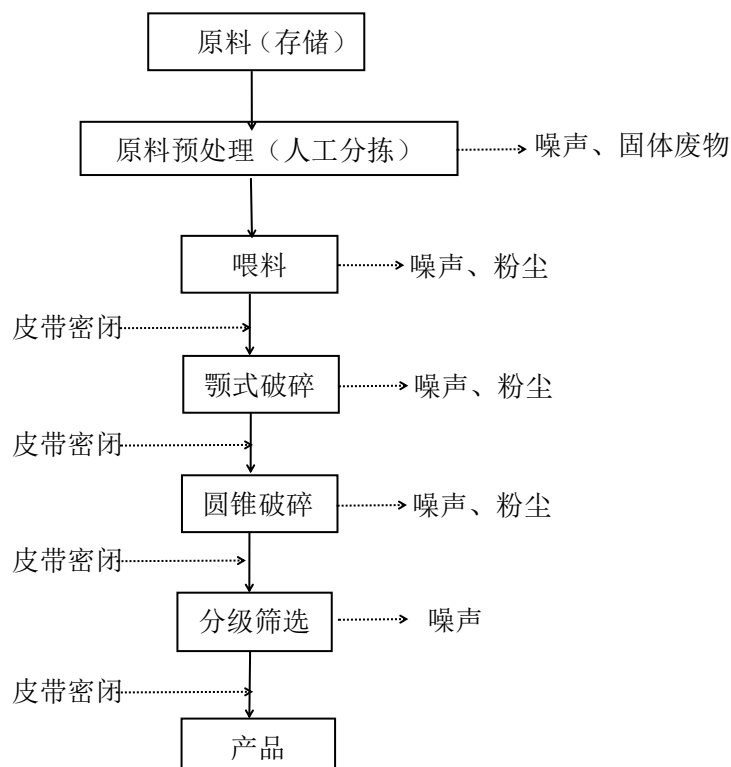 原料（存储）
原料预处理（人工分拣）
噪声、固体废物
喂料
噪声、粉尘
皮带密闭
颚式破碎
噪声、粉尘
皮带密闭
圆锥破碎
噪声、粉尘
皮带密闭
分级筛选
噪声
皮带密闭
产品